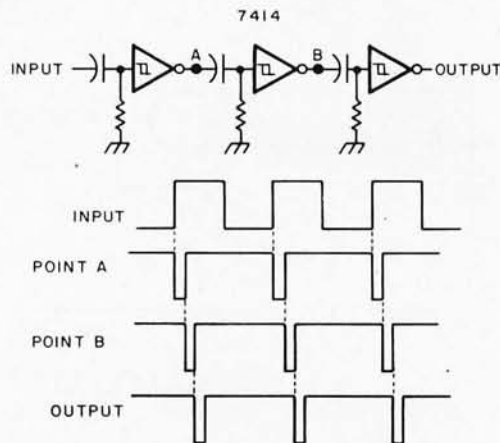 7414
INPUT
A
B
OUTPUT
INPUT
POINT A
POINT B
OUTPUT